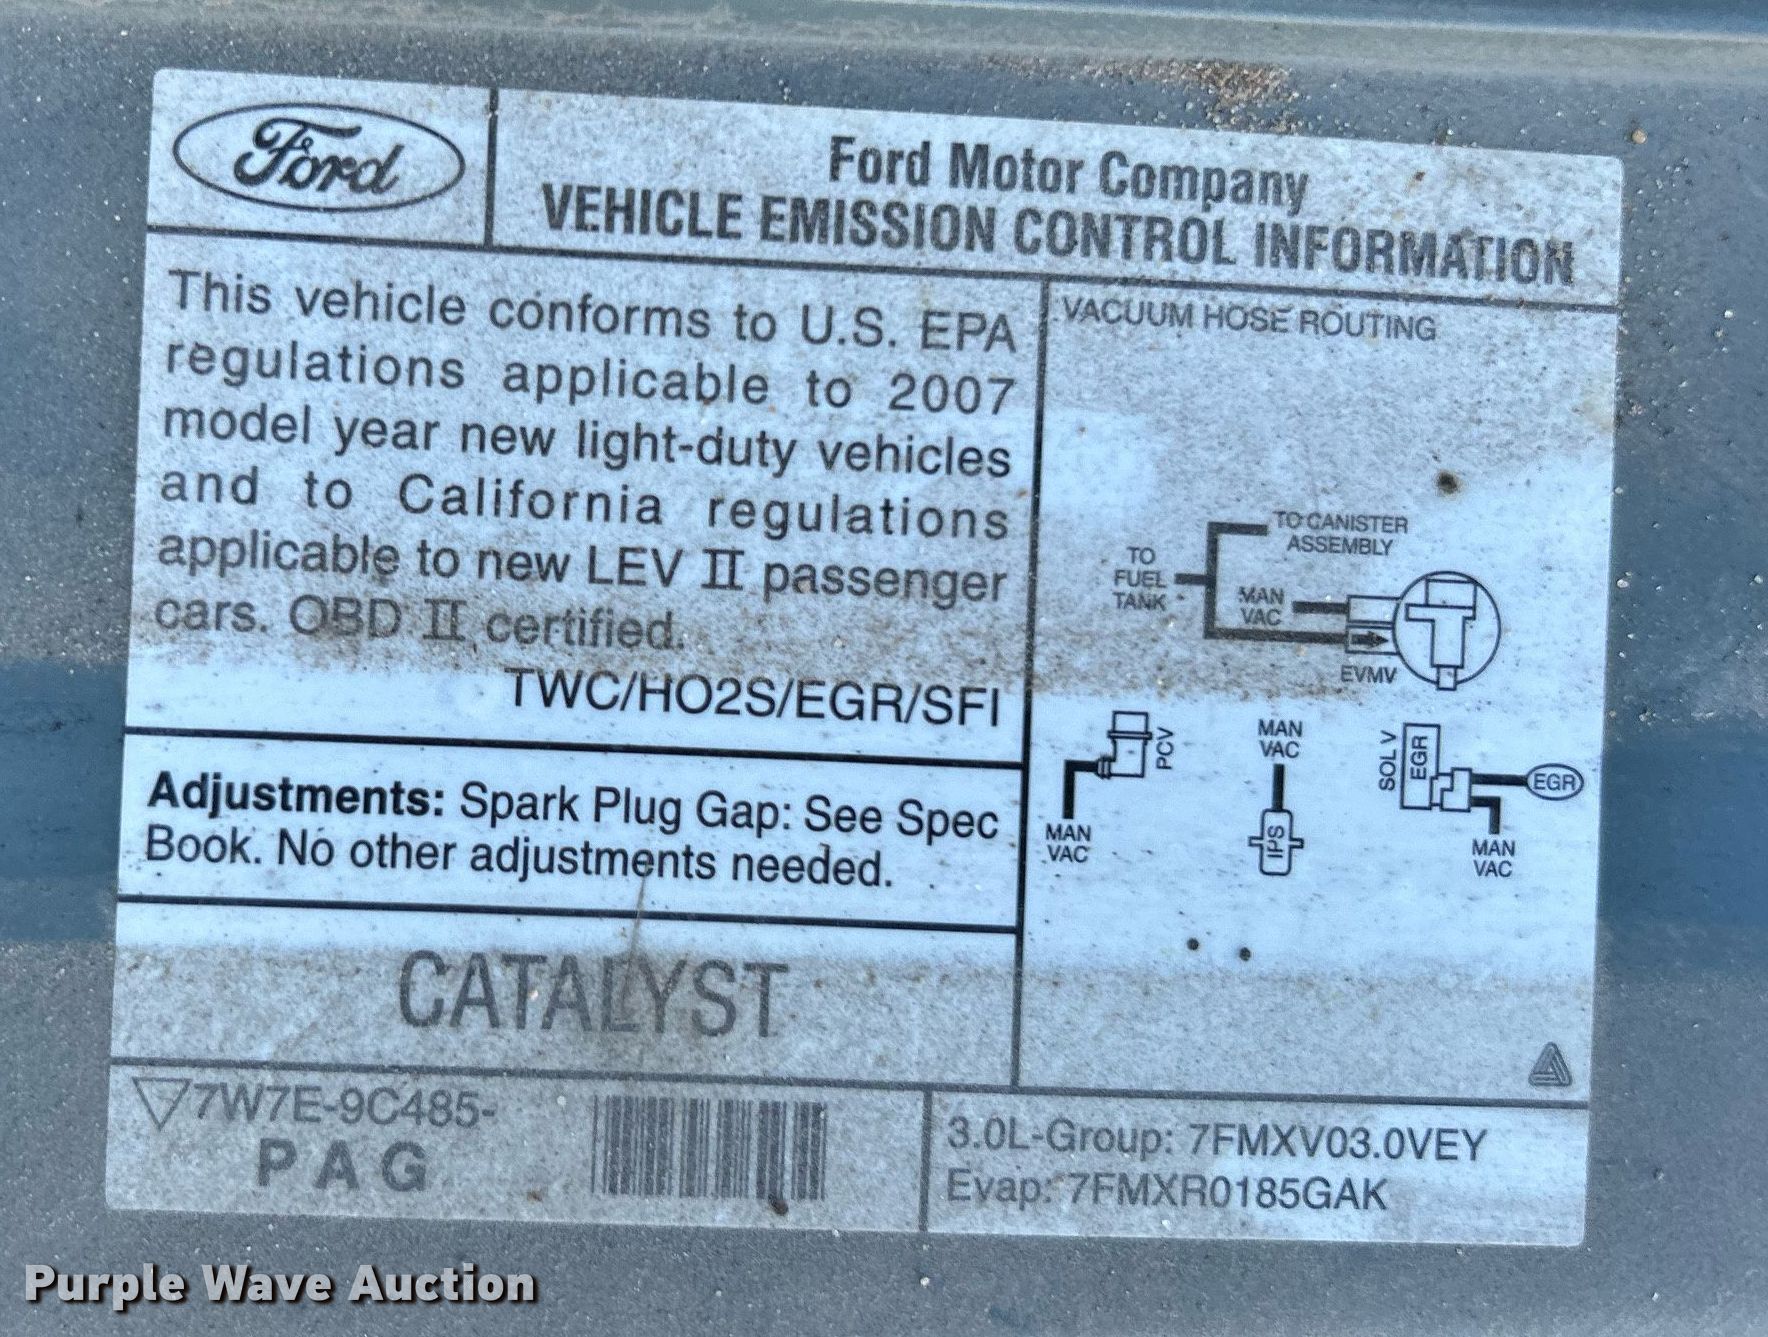 Ford
Ford Motor Company
VEHICLE EMISSION CONTROL INFORMATION
This vehicle conforms to U.S. EPA
regulations applicable to 2007
model year new light-duty vehicles
and to California regulations
applicable to new LEV II passenger
cars. OBD II certified.
TWC/HO2S/EGR/SFI
Adjustments: Spark Plug Gap: See Spec
Book. No other adjustments needed.
CATALYST
7W7E-9C485-
PAG
VACUUM HOSE ROUTING
TO CANISTER
ASSEMBLY
TO
FUEL
TANK
MAN
VAC
EVMV
PCV
MAN
VAC
MAN
VAC
IPS
SOL V
EGR
EGR
MAN
VAC
3.0L-Group: 7FMXV03.0VEY
Evap: 7FMXR0185GAK
Purple Wave Auction